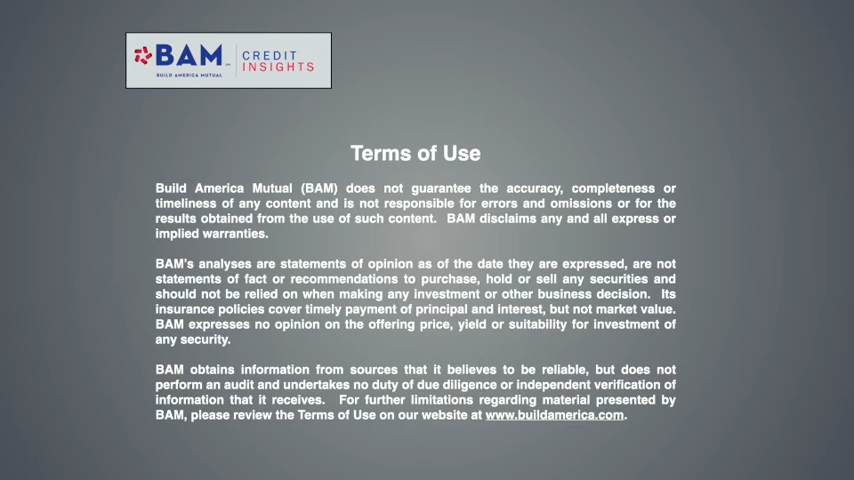 BAM
SM
BUILD AMERICA MUTUAL
CREDIT
INSIGHTS
Terms of Use
Build America Mutual (BAM) does not guarantee the accuracy, completeness or
timeliness of any content and is not responsible for errors and omissions or for the
results obtained from the use of such content. BAM disclaims any and all express or
implied warranties.
BAM's analyses are statements of opinion as of the date they are expressed, are not
statements of fact or recommendations to purchase, hold or sell any securities and
should not be relied on when making any investment or other business decision. Its
insurance policies cover timely payment of principal and interest, but not market value.
BAM expresses no opinion on the offering price, yield or suitability for investment of
any security.
BAM obtains information from sources that it believes to be reliable, but does not
perform an audit and undertakes no duty of due diligence or independent verification of
information that it receives. For further limitations regarding material presented by
BAM, please review the Terms of Use on our website at www.buildamerica.com.